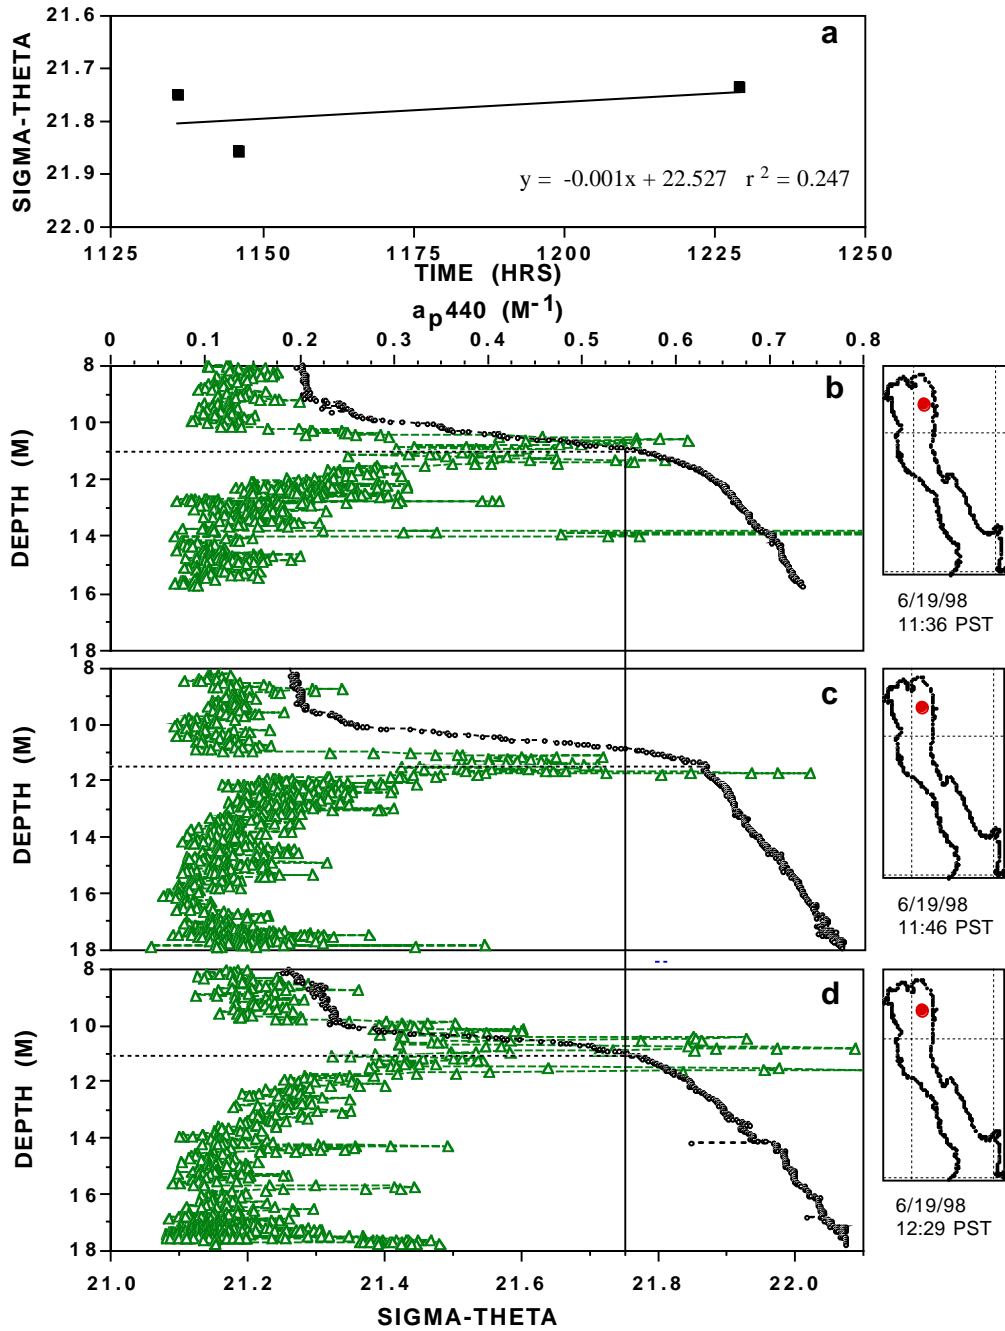 21.6
21.7
21.8
21.9
22.0
SIGMA-THETA
a
y = -0.001x + 22.527 r 2 = 0.247
1125 1150 1175 1200 1225 1250
TIME (HRS)
ap440 (M-1)
0 0.1 0.2 0.3 0.4 0.5 0.6 0.7 0.8
8
10
12
14
16
18
DEPTH (M)
b
6/19/98
11:36 PST
8
10
12
14
16
18
DEPTH (M)
c
6/19/98
11:46 PST
8
10
12
14
16
18
DEPTH (M)
d
6/19/98
12:29 PST
21.0 21.2 21.4 21.6 21.8 22.0
SIGMA-THETA